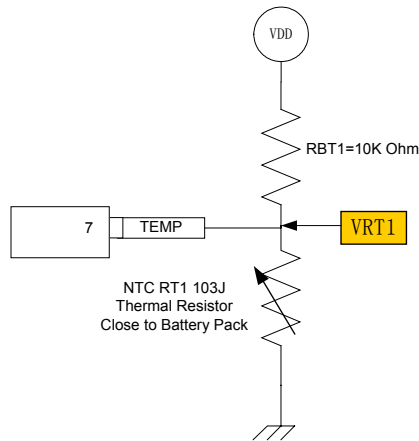 VDD
RBT1=10K Ohm
7 TEMP
VRT1
NTC RT1 103J
Thermal Resistor
Close to Battery Pack